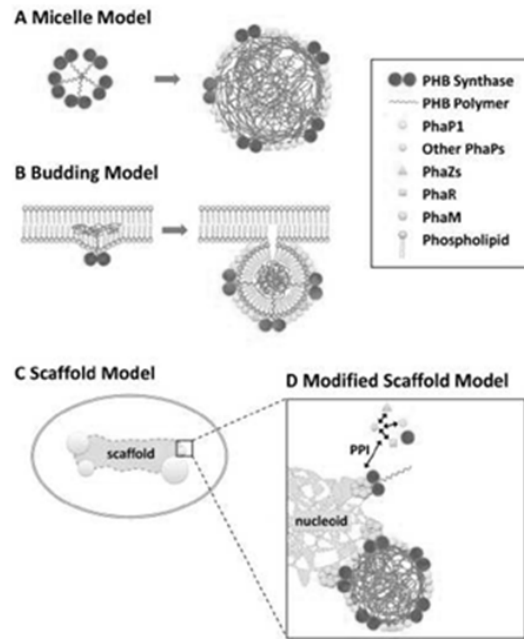 A Micelle Model
PHB Synthase
PHB Polymer
PhaP1
Other PhaPs
PhaZs
PhaR
PhaM
Phospholipid
B Budding Model
C Scaffold Model
scaffold
D Modified Scaffold Model
PPI
nucleoid